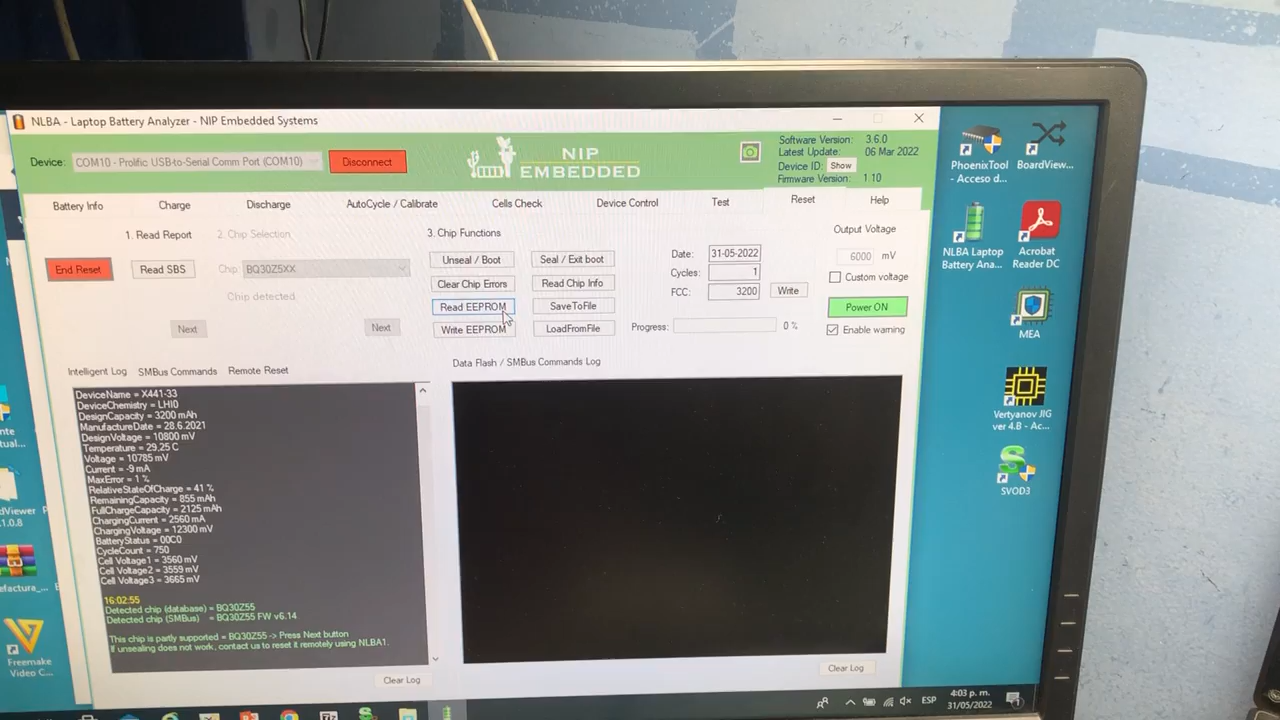 NLBA - Laptop Battery Analyzer - NIP Embedded Systems
Device: COM10 - Prolific USB-to-Serial Comm Port (COM10) Disconnect
NIP
EMBEDDED
Software Version: 3.6.0
Latest Update: 06 Mar 2022
Device ID: Show
Firmware Version: 1.10
Battery Info Charge Discharge AutoCycle / Calibrate Cells Check Device Control Test Reset Help
1. Read Report 2. Chip Selection 3. Chip Functions Output Voltage
End Reset Read SBS Chip BQ30Z5XX
Chip detected.
Next Next
Unseal / Boot Seal / Exit boot
Clear Chip Errors Read Chip Info
Read EEPROM SaveToFile
Write EEPROM LoadFromFile
Date: 31-05-2022
Cycles: 1
FCC: 3200 Write
Progress: 0 %
6000 mV
Custom voltage
Power ON
Enable warning
Intelligent Log SMBus Commands Remote Reset
Data Flash / SMBus Commands Log
DeviceName = X441-33
DeviceChemistry = LHI0
DesignCapacity = 3200 mAh
ManufactureDate = 28.6.2021
DesignVoltage = 10800 mV
Temperature = 29,25 C
Voltage = 10785 mV
Current = -9 mA
MaxError = 1 %
RelativeStateOfCharge = 41 %
RemainingCapacity = 855 mAh
FullChargeCapacity = 2125 mAh
ChargingCurrent = 2560 mA
ChargingVoltage = 12300 mV
BatteryStatus = 00C0
CycleCount = 750
Cell Voltage1 = 3560 mV
Cell Voltage2 = 3559 mV
Cell Voltage3 = 3665 mV
16:02:55
Detected chip (database) = BQ30Z55
Detected chip (SMBus) = BQ30Z55 FW v6.14
This chip is partly supported = BQ30Z55 -> Press Next button
If unsealing does not work, contact us to reset it remotely using NLBA1.
Clear Log
Clear Log
PhoenixTool
- Acceso d...
BoardView...
NLBA Laptop
Battery Ana...
Acrobat
Reader DC
MEA
Vertyanov JIG
ver 4.8 - Ac...
SVOD3
Freemake
Video C...
ESP
4:03 p. m.
31/05/2022